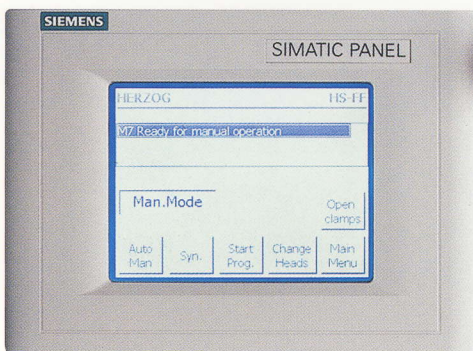 SIEMENS
SIMATIC PANEL
HERZOG HS-FF
M7 Ready for manual operation
Man.Mode
Open
clamps
Auto Man
Syn.
Start Prog.
Change Heads
Main Menu